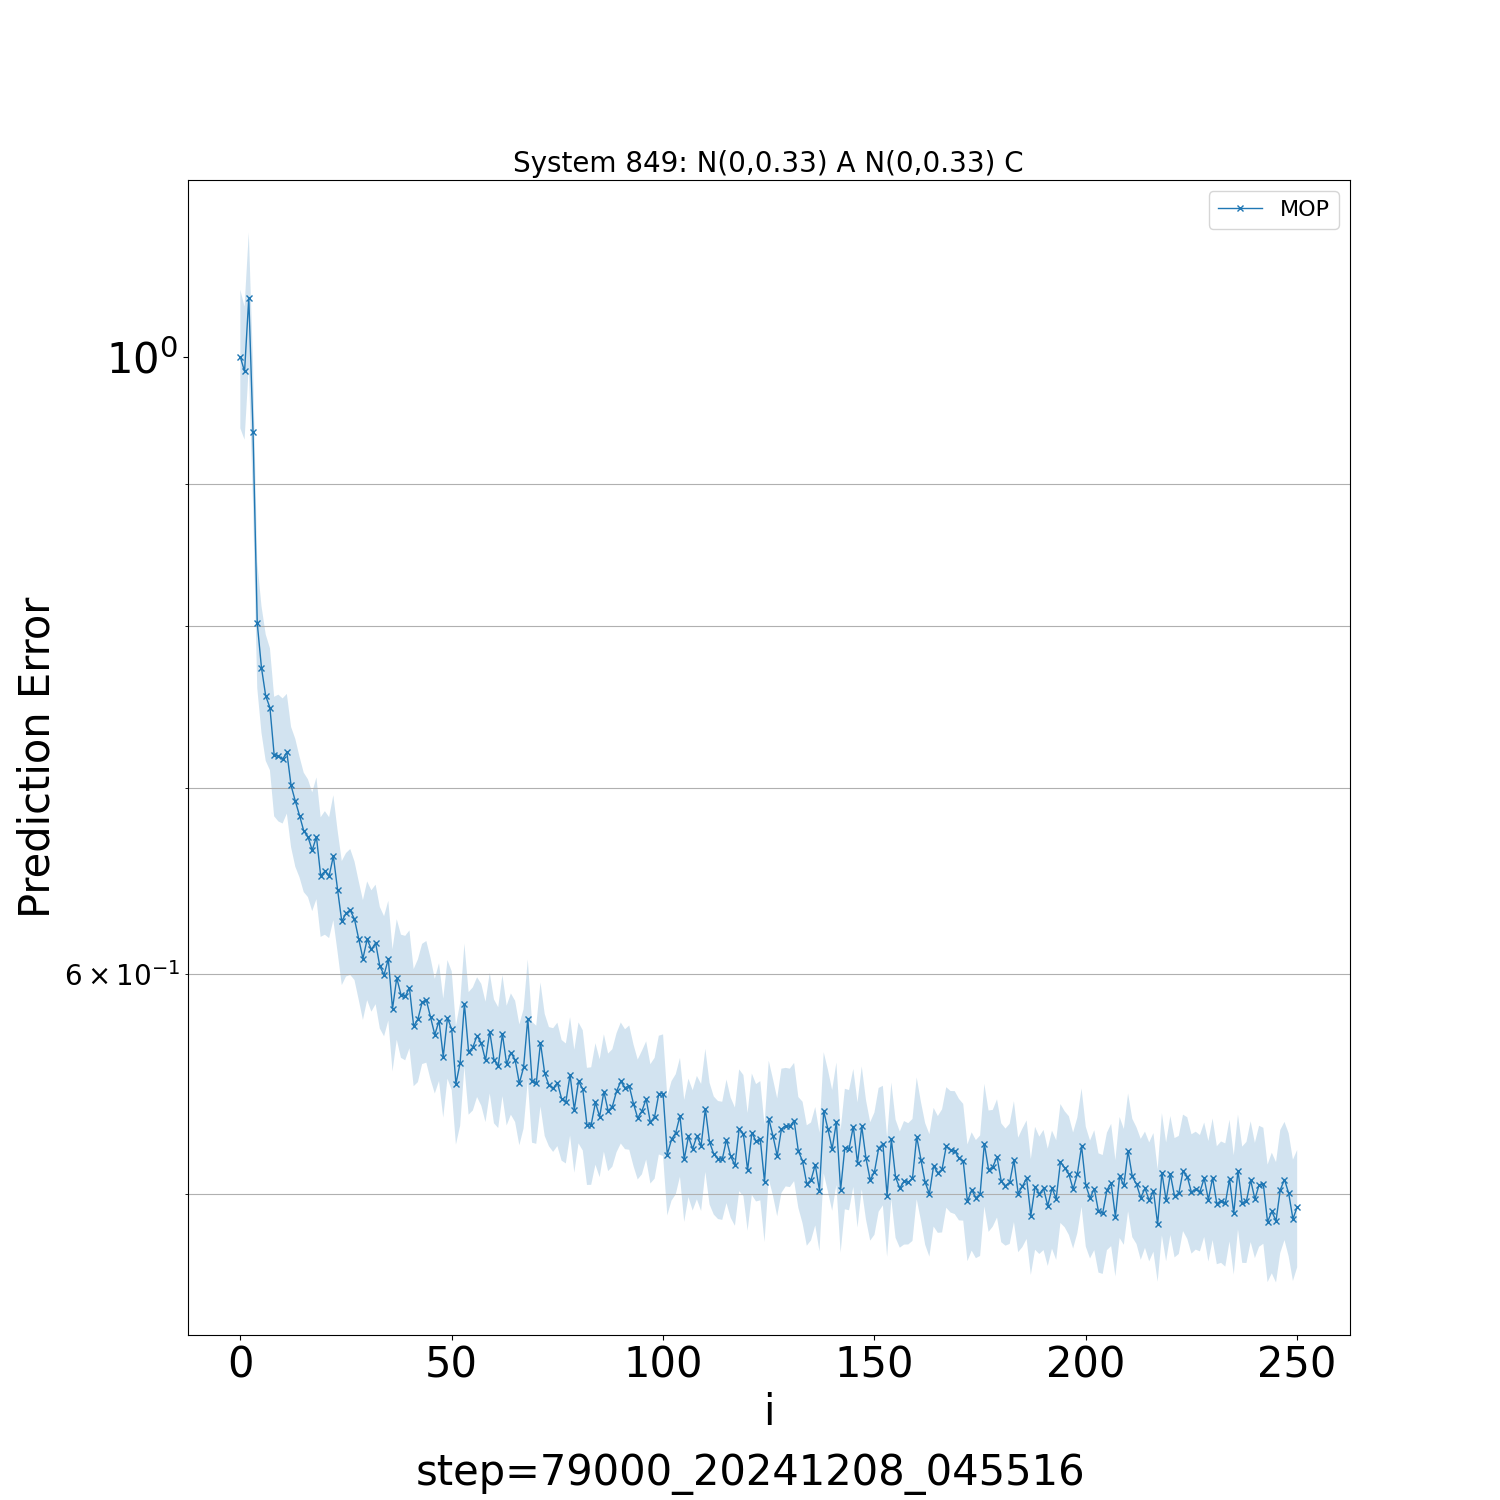 System 849: N(0,0.33) A N(0,0.33) C
MOP
10⁰
6 × 10⁻¹
Prediction Error
0 50 100 150 200 250
i
step=79000_20241208_045516